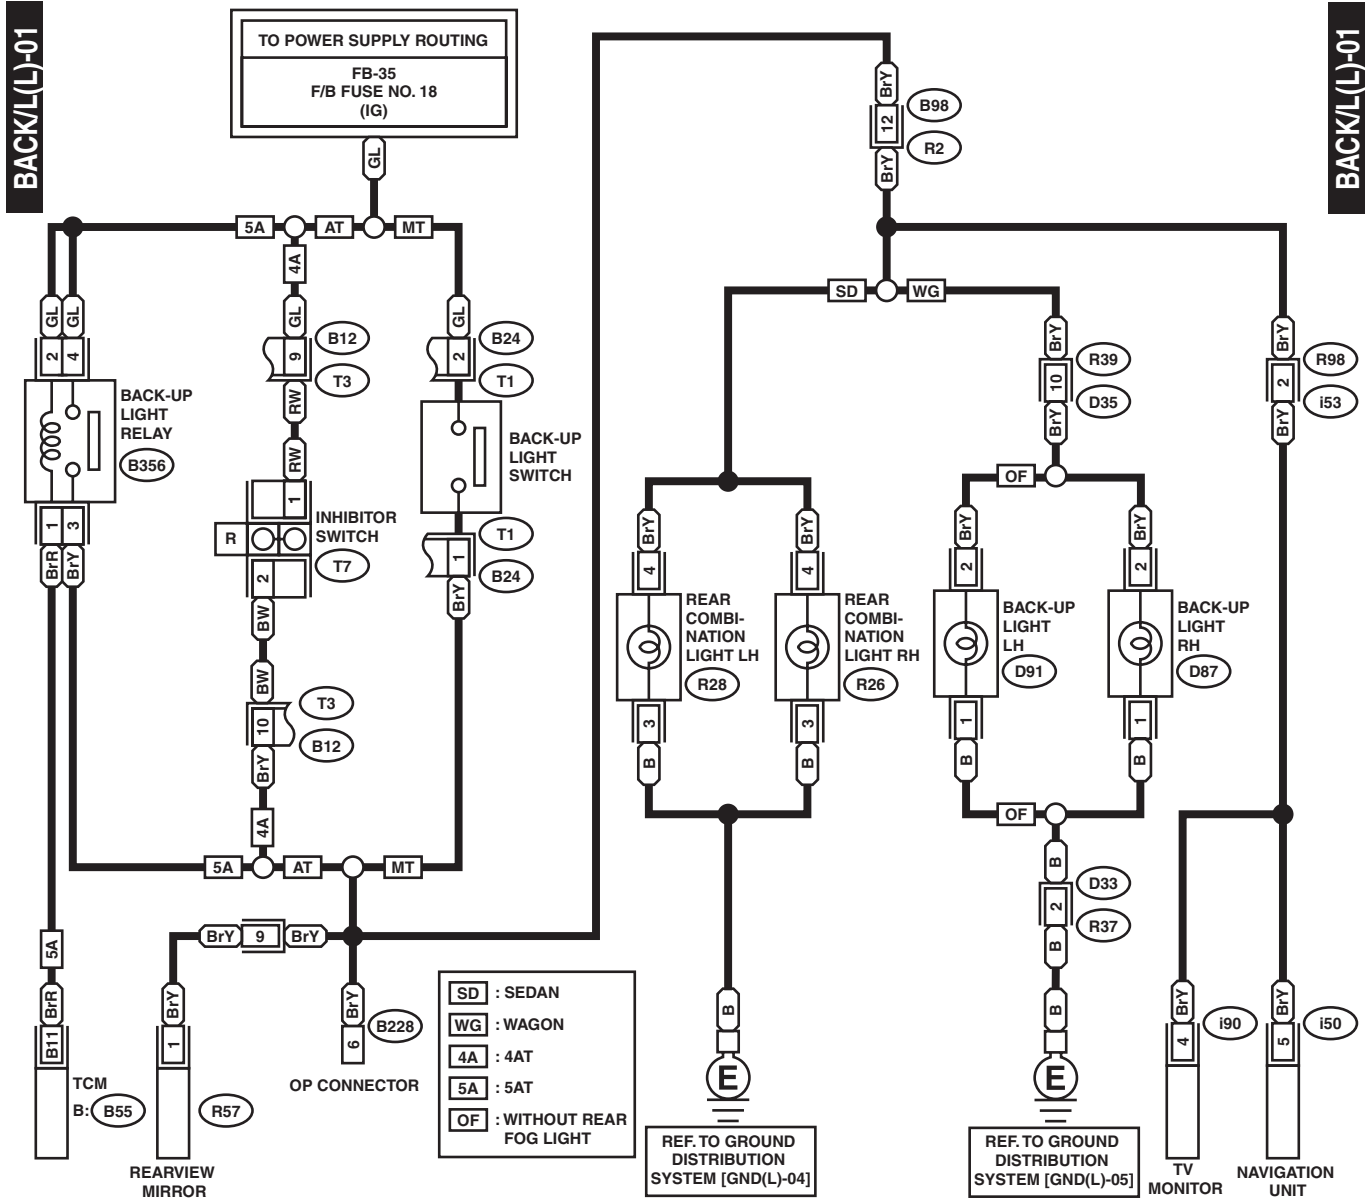 BACK/L(L)-01
BACK/L(L)-01
TO POWER SUPPLY ROUTING
FB-35
F/B FUSE NO. 18
(IG)
GL
BrY
12
B98
R2
BrY
5A
AT
MT
4A
SD
WG
GL
GL
GL
GL
BrY
BrY
2
4
9
B12
T3
2
B24
T1
10
R39
D35
2
R98
i53
BACK-UP
LIGHT
RELAY
B356
RW
RW
BrY
BrY
BACK-UP
LIGHT
SWITCH
OF
1
3
BrR
BrY
1
R
INHIBITOR
SWITCH
T7
2
T1
1
B24
BrY
BrY
BrY
BrY
BrY
4
4
2
2
REAR
COMBI-
NATION
LIGHT LH
R28
REAR
COMBI-
NATION
LIGHT RH
R26
BACK-UP
LIGHT
LH
D91
BACK-UP
LIGHT
RH
D87
BW
BW
T3
10
B12
BrY
3
3
1
1
B
B
B
B
4A
OF
5A
AT
MT
B
D33
2
R37
B
BrY
9
BrY
5A
BrR
B11
BrY
1
BrY
6
B228
OP CONNECTOR
TCM
B:
B55
R57
REARVIEW
MIRROR
SD
: SEDAN
WG
: WAGON
4A
: 4AT
5A
: 5AT
OF
: WITHOUT REAR
FOG LIGHT
B
E
REF. TO GROUND
DISTRIBUTION
SYSTEM [GND(L)-04]
B
E
REF. TO GROUND
DISTRIBUTION
SYSTEM [GND(L)-05]
BrY
4
i90
TV
MONITOR
BrY
5
i50
NAVIGATION
UNIT